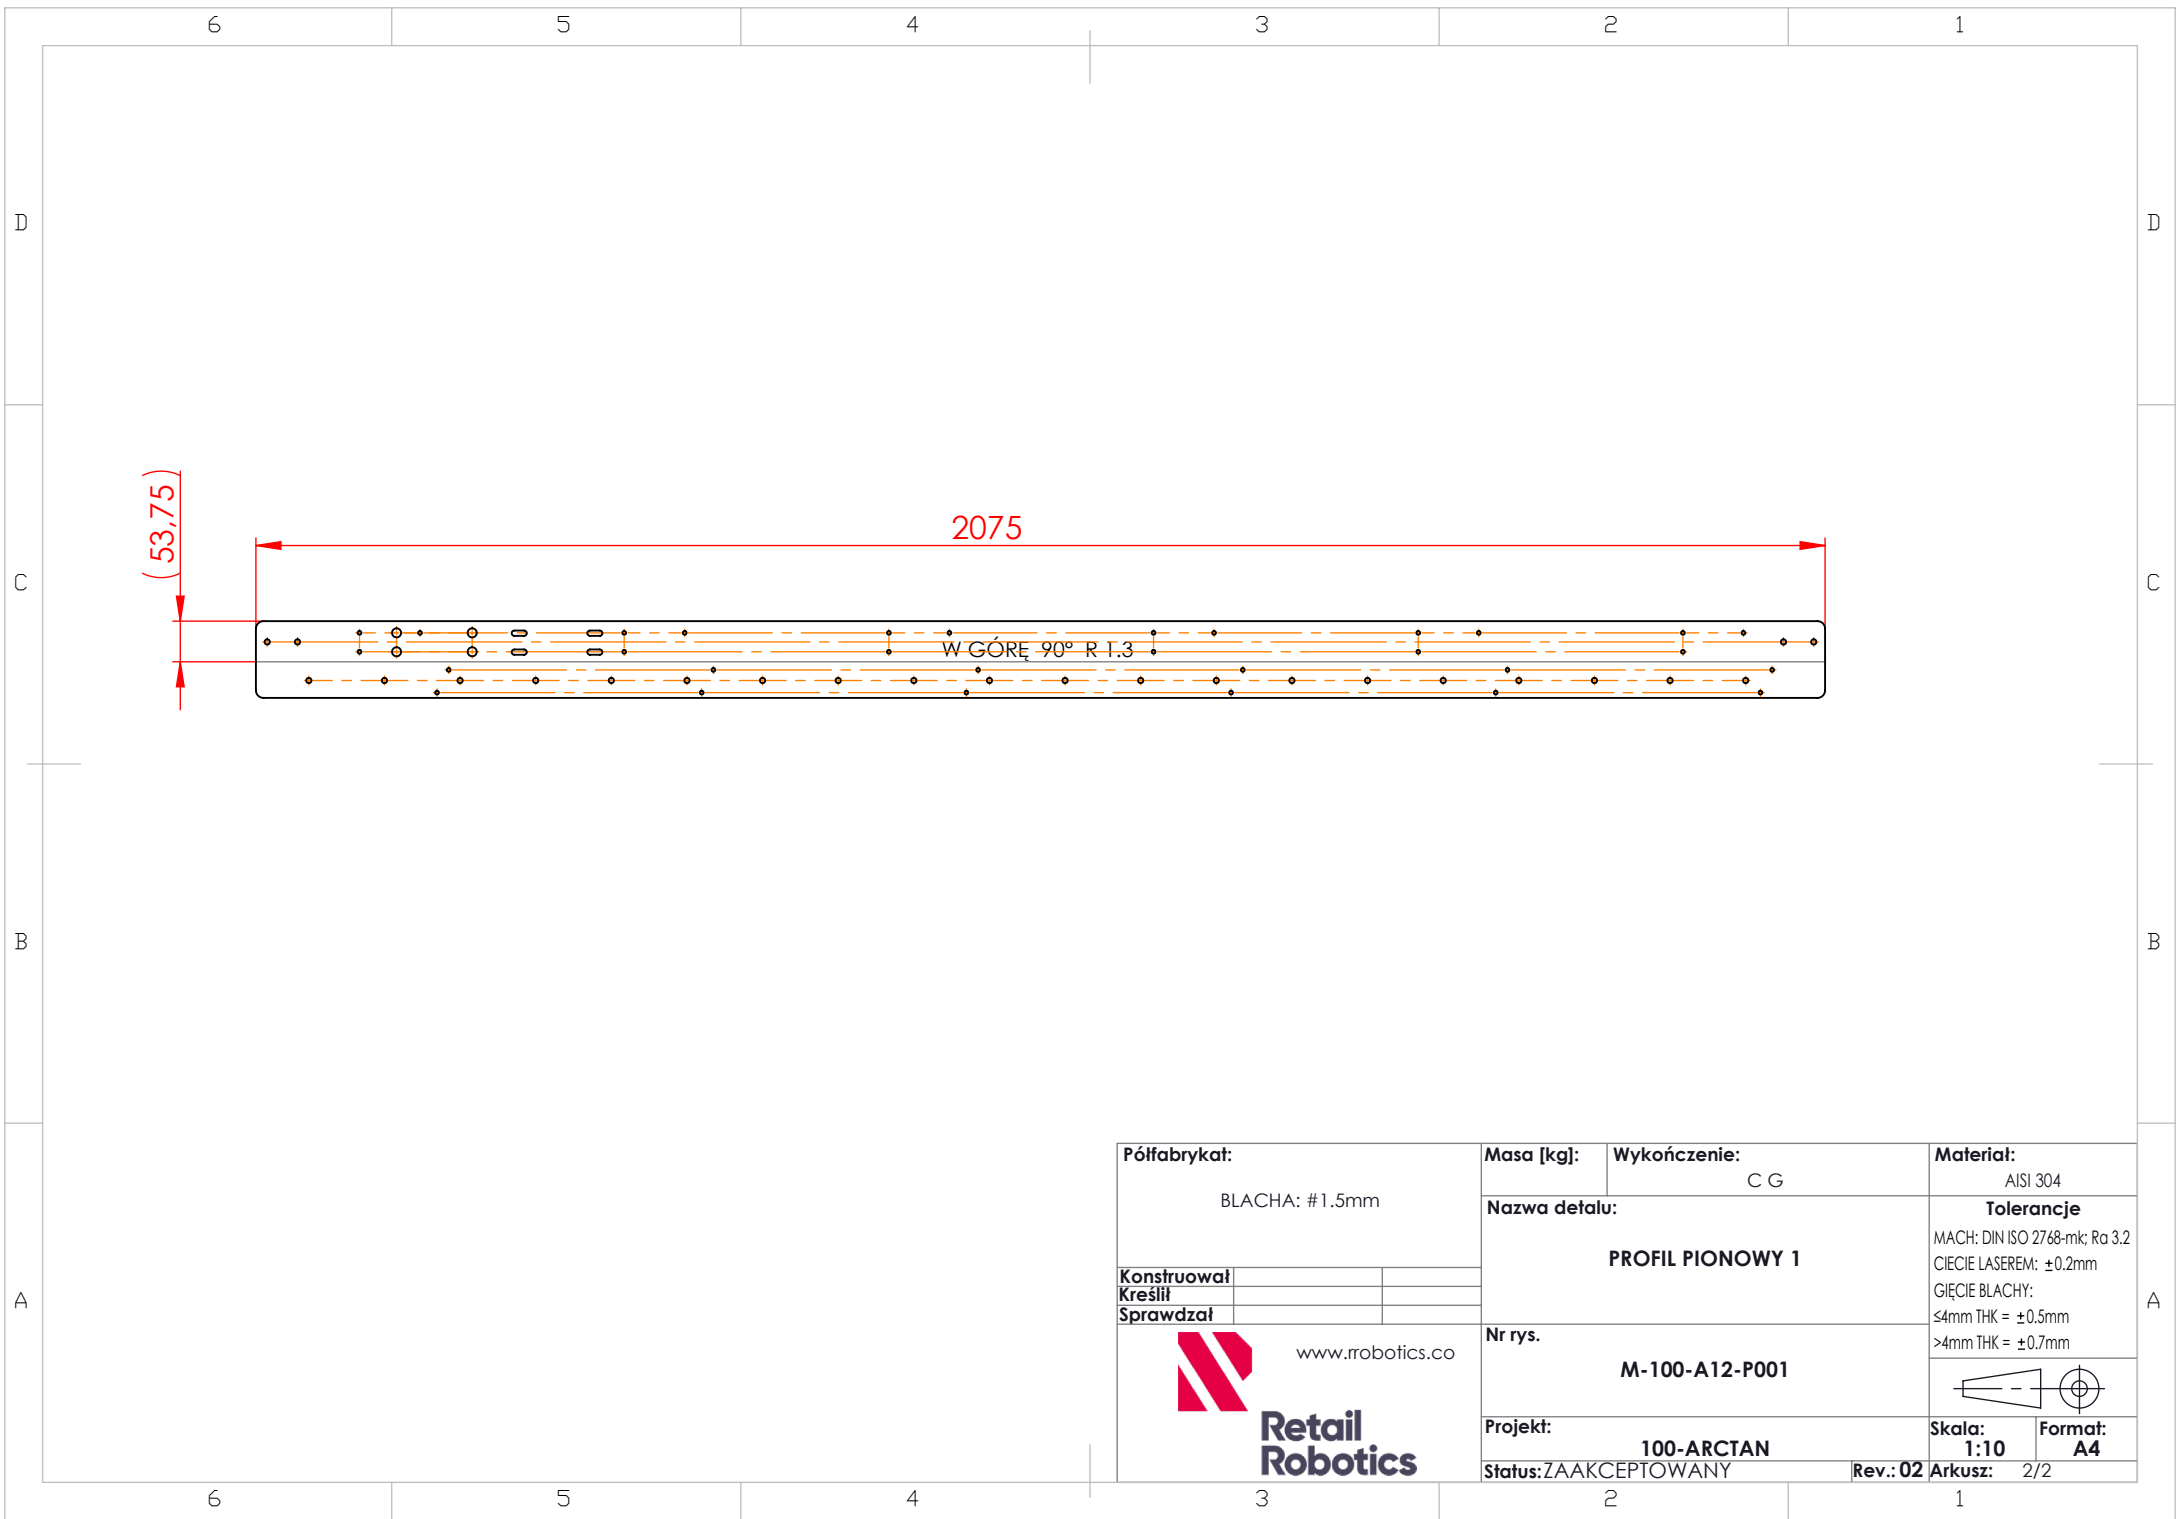 6 5 4 3 2 1
D D
(53,75)
2075
C C
W GÓRĘ 90° R 1.3
B B
Półfabrykat:
BLACHA: #1.5mm
Masa [kg]:
Wykończenie:
C G
Materiał:
AISI 304
Nazwa detalu:
PROFIL PIONOWY 1
Tolerancje
MACH: DIN ISO 2768-mk; Ra 3.2
CIECIE LASEREM: ±0.2mm
GIĘCIE BLACHY:
≤4mm THK = ±0.5mm
>4mm THK = ±0.7mm
Konstruował
Kreślił
Sprawdzał
A A
www.rrobotics.co
Retail
Robotics
Nr rys.
M-100-A12-P001
Projekt:
100-ARCTAN
Skala:
1:10
Format:
A4
Status: ZAAKCEPTOWANY
Rev.: 02
Arkusz: 2/2
6 5 4 3 2 1